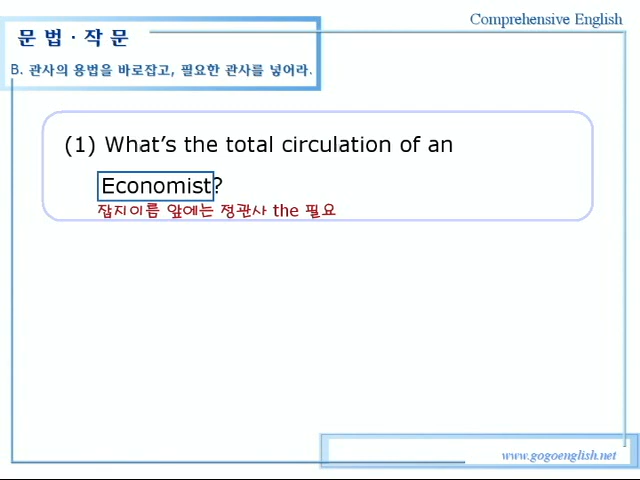 Comprehensive English
문 법 · 작 문
B. 관사의 용법을 바로잡고, 필요한 관사를 넣어라.
(1) What’s the total circulation of an
Economist?
잡지이름 앞에는 정관사 the 필요
www.gogoenglish.net